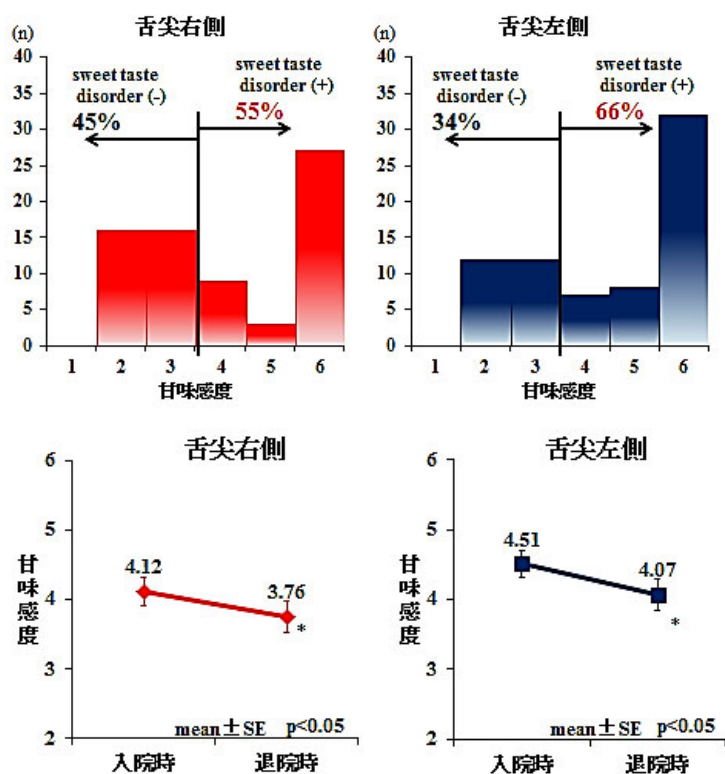 (n)
舌尖右側
40
35
30
25
20
15
10
5
0
sweet taste
disorder (-)
45%
sweet taste
disorder (+)
55%
1 2 3 4 5 6
甘味感度
(n)
舌尖左側
40
35
30
25
20
15
10
5
0
sweet taste
disorder (-)
34%
sweet taste
disorder (+)
66%
1 2 3 4 5 6
甘味感度
舌尖右側
6
5
4
3
2
甘味感度
4.12
3.76
*
mean±SE p<0.05
入院時 退院時
舌尖左側
6
5
4
3
2
甘味感度
4.51
4.07
*
mean±SE p<0.05
入院時 退院時